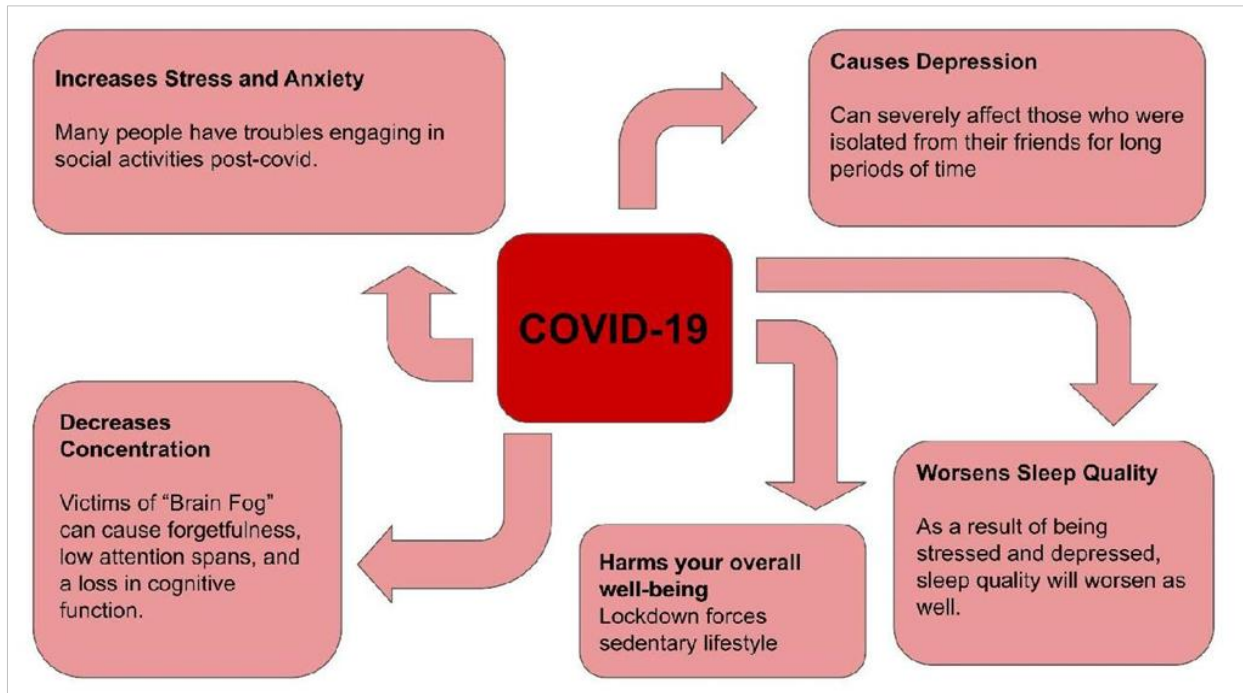 Increases Stress and Anxiety
Many people have troubles engaging in
social activities post-covid.
Causes Depression
Can severely affect those who were
isolated from their friends for long
periods of time
COVID-19
Decreases
Concentration
Victims of “Brain Fog”
can cause forgetfulness,
low attention spans, and
a loss in cognitive
function.
Harms your overall
well-being
Lockdown forces
sedentary lifestyle
Worsens Sleep Quality
As a result of being
stressed and depressed,
sleep quality will worsen as
well.